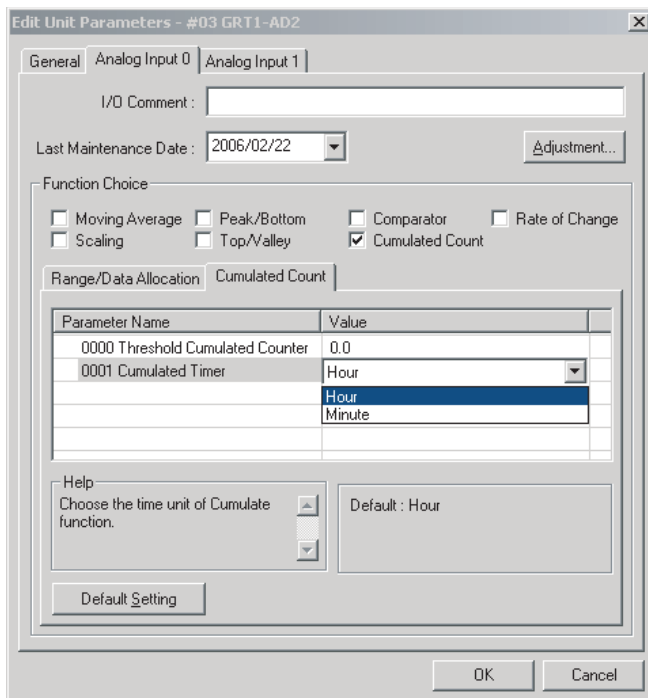 Edit Unit Parameters - #03 GRT1-AD2
General Analog Input 0 Analog Input 1
I/O Comment :
Last Maintenance Date : 2006/02/22 Adjustment...
Function Choice
Moving Average Peak/Bottom Comparator Rate of Change
Scaling Top/Valley Cumulated Count
Range/Data Allocation Cumulated Count
Parameter Name Value
0000 Threshold Cumulated Counter 0.0
0001 Cumulated Timer Hour
Hour
Minute
Help
Choose the time unit of Cumulate
function.
Default : Hour
Default Setting
OK Cancel